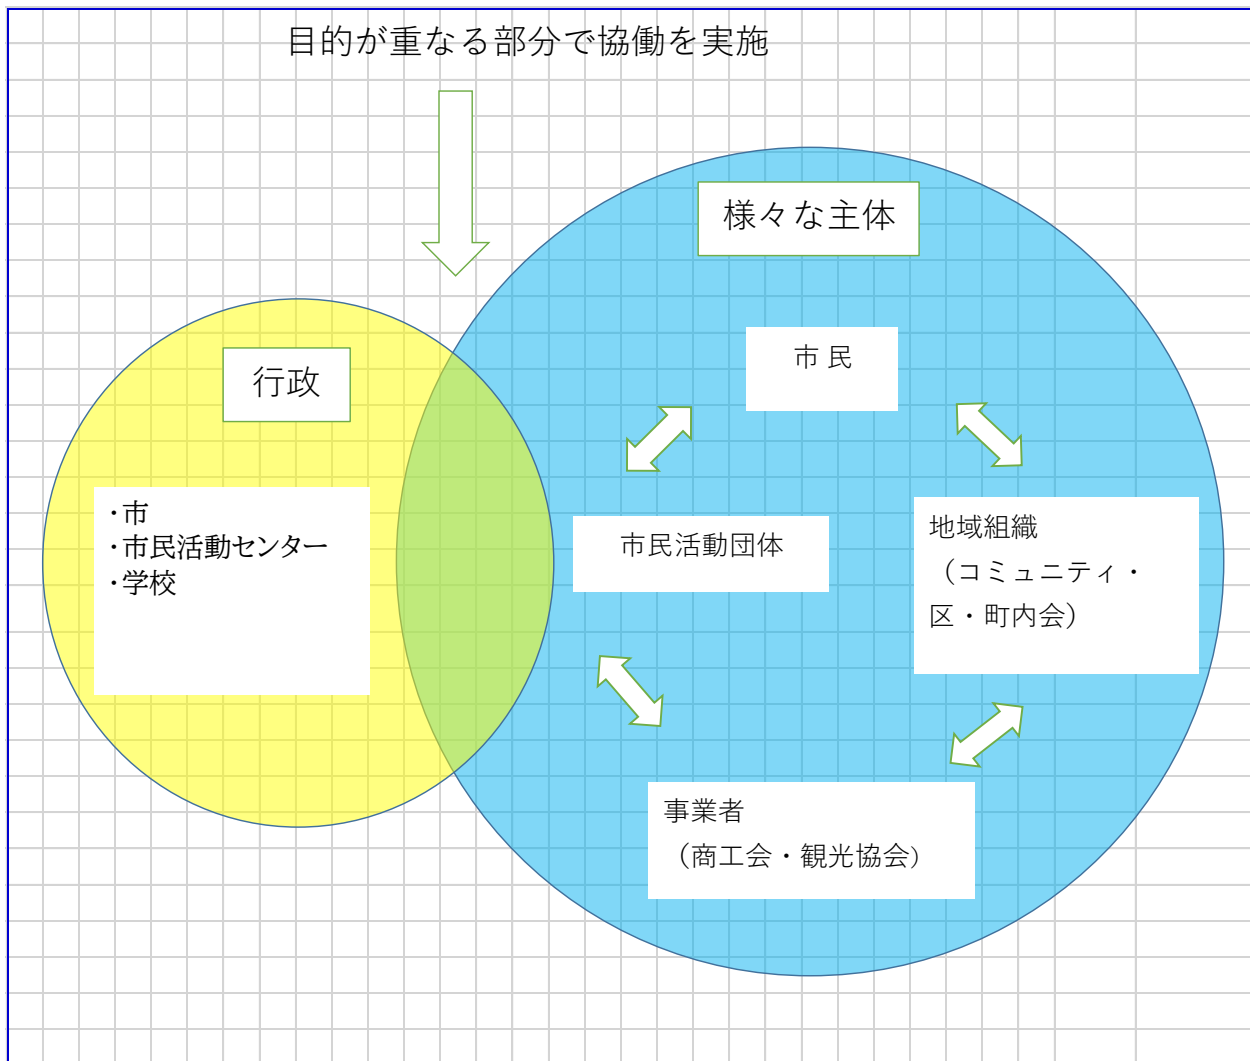 目的が重なる部分で協働を実施
様々な主体
市 民
行政
・市
・市民活動センター
・学校
市民活動団体
地域組織
（コミュニティ・
区・町内会）
事業者
（商工会・観光協会）